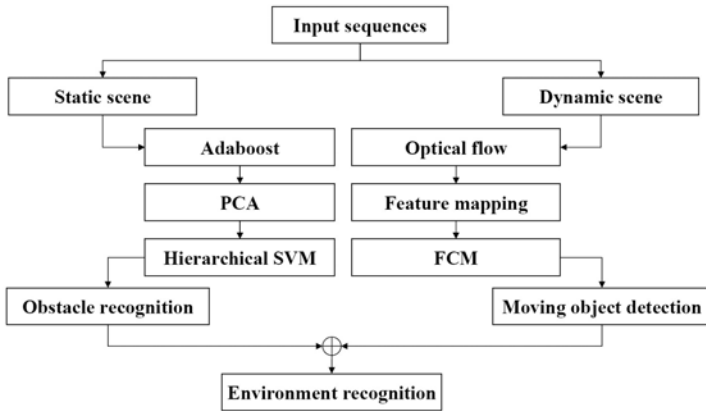 Input sequences
Static scene
Dynamic scene
Adaboost
Optical flow
PCA
Feature mapping
Hierarchical SVM
FCM
Obstacle recognition
Moving object detection
Environment recognition